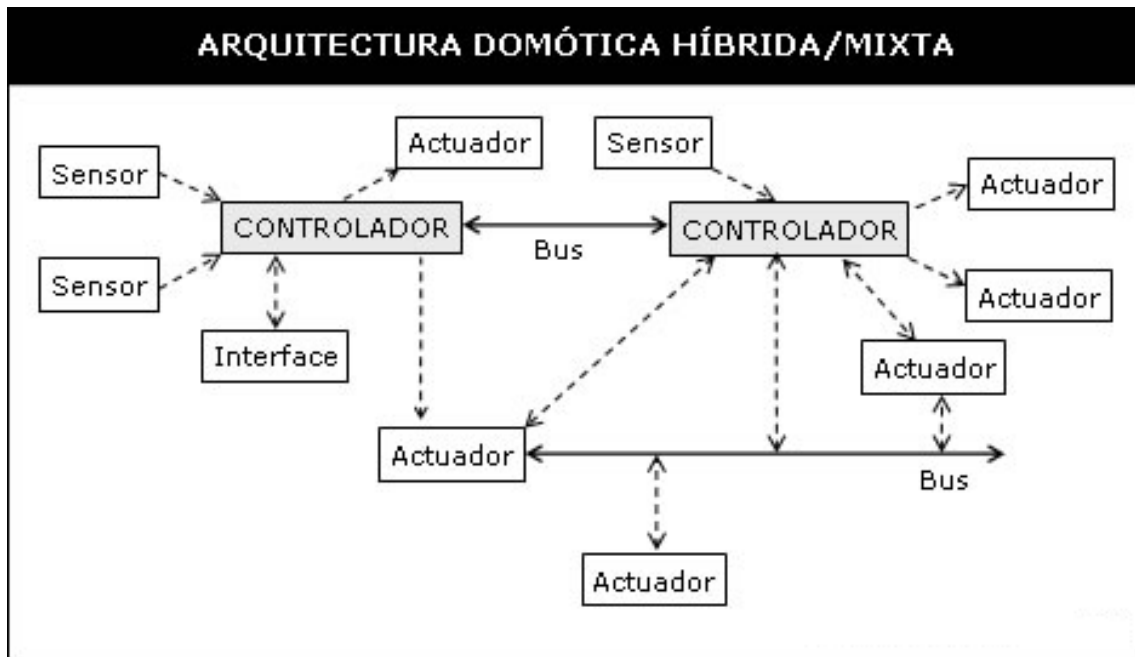 ARQUITECTURA DOMÓTICA HÍBRIDA/MIXTA
Actuador
Sensor
Sensor
Actuador
CONTROLADOR
Bus
CONTROLADOR
Sensor
Actuador
Interface
Actuador
Actuador
Bus
Actuador